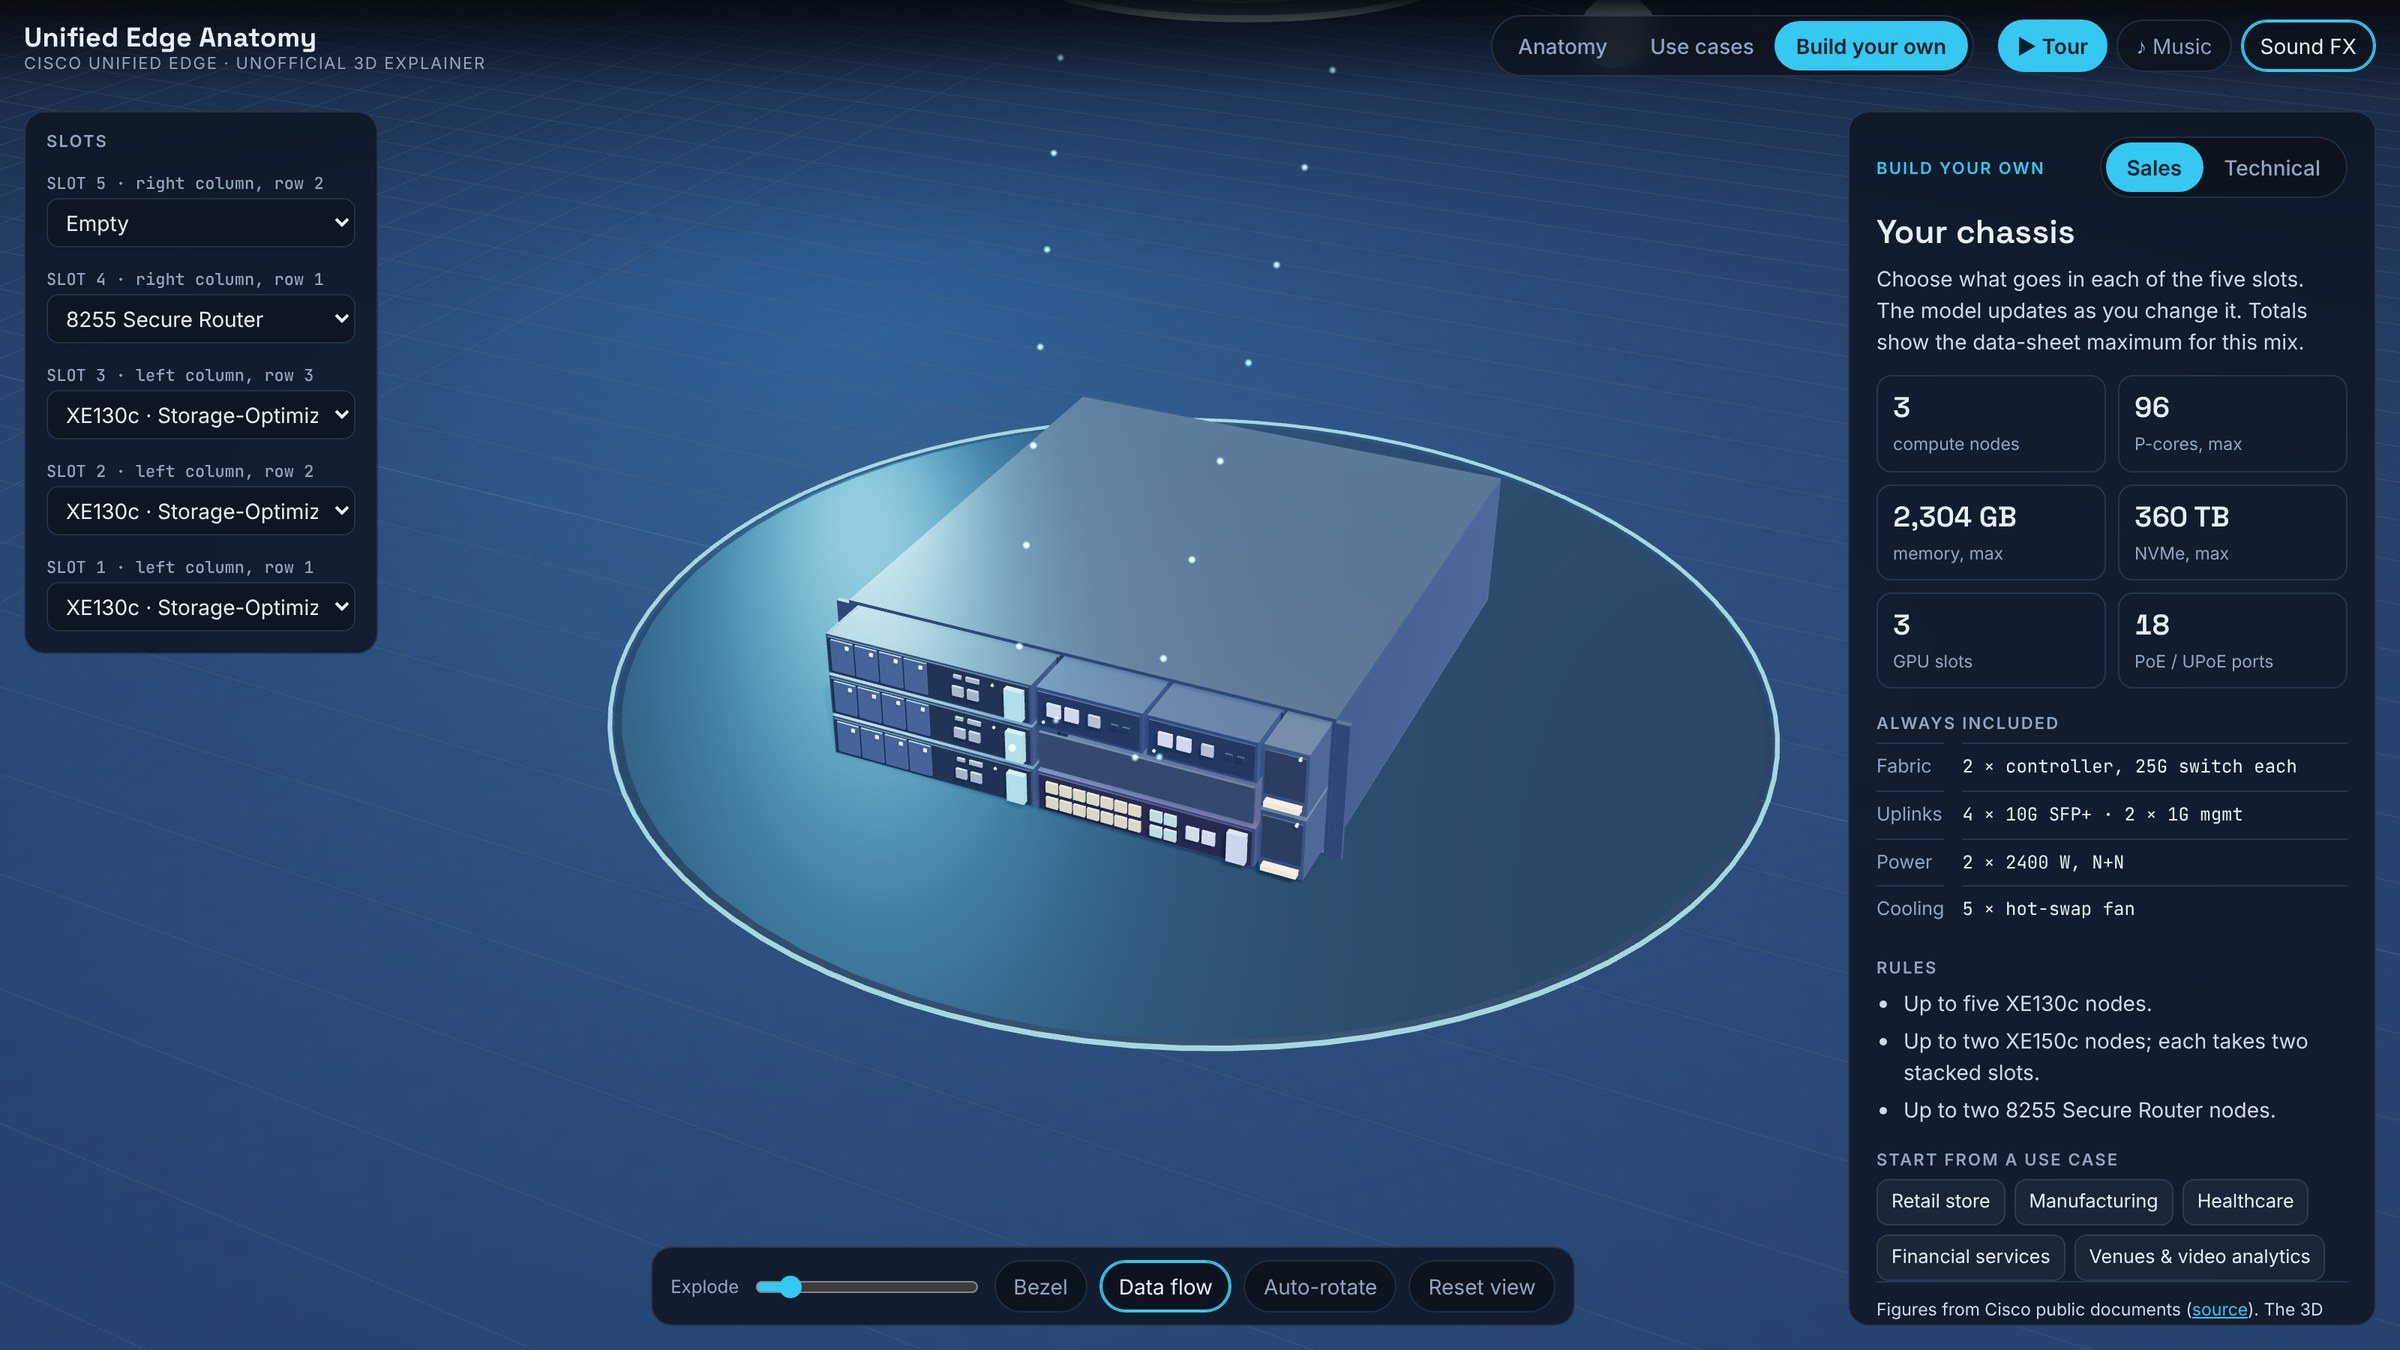 Unified Edge Anatomy
CISCO UNIFIED EDGE · UNOFFICIAL 3D EXPLAINER
Anatomy
Use cases
Build your own
▶ Tour
♪ Music
Sound FX
SLOTS
SLOT 5 · right column, row 2
Empty
SLOT 4 · right column, row 1
8255 Secure Router
SLOT 3 · left column, row 3
XE130c · Storage-Optimiz
SLOT 2 · left column, row 2
XE130c · Storage-Optimiz
SLOT 1 · left column, row 1
XE130c · Storage-Optimiz
BUILD YOUR OWN
Sales
Technical
Your chassis
Choose what goes in each of the five slots.
The model updates as you change it. Totals
show the data-sheet maximum for this mix.
3
compute nodes
96
P-cores, max
2,304 GB
memory, max
360 TB
NVMe, max
3
GPU slots
18
PoE / UPoE ports
ALWAYS INCLUDED
Fabric 2 × controller, 25G switch each
Uplinks 4 × 10G SFP+ · 2 × 1G mgmt
Power 2 × 2400 W, N+N
Cooling 5 × hot-swap fan
RULES
• Up to five XE130c nodes.
• Up to two XE150c nodes; each takes two
stacked slots.
• Up to two 8255 Secure Router nodes.
START FROM A USE CASE
Retail store
Manufacturing
Healthcare
Financial services
Venues & video analytics
Figures from Cisco public documents (source). The 3D
Explode
Bezel
Data flow
Auto-rotate
Reset view